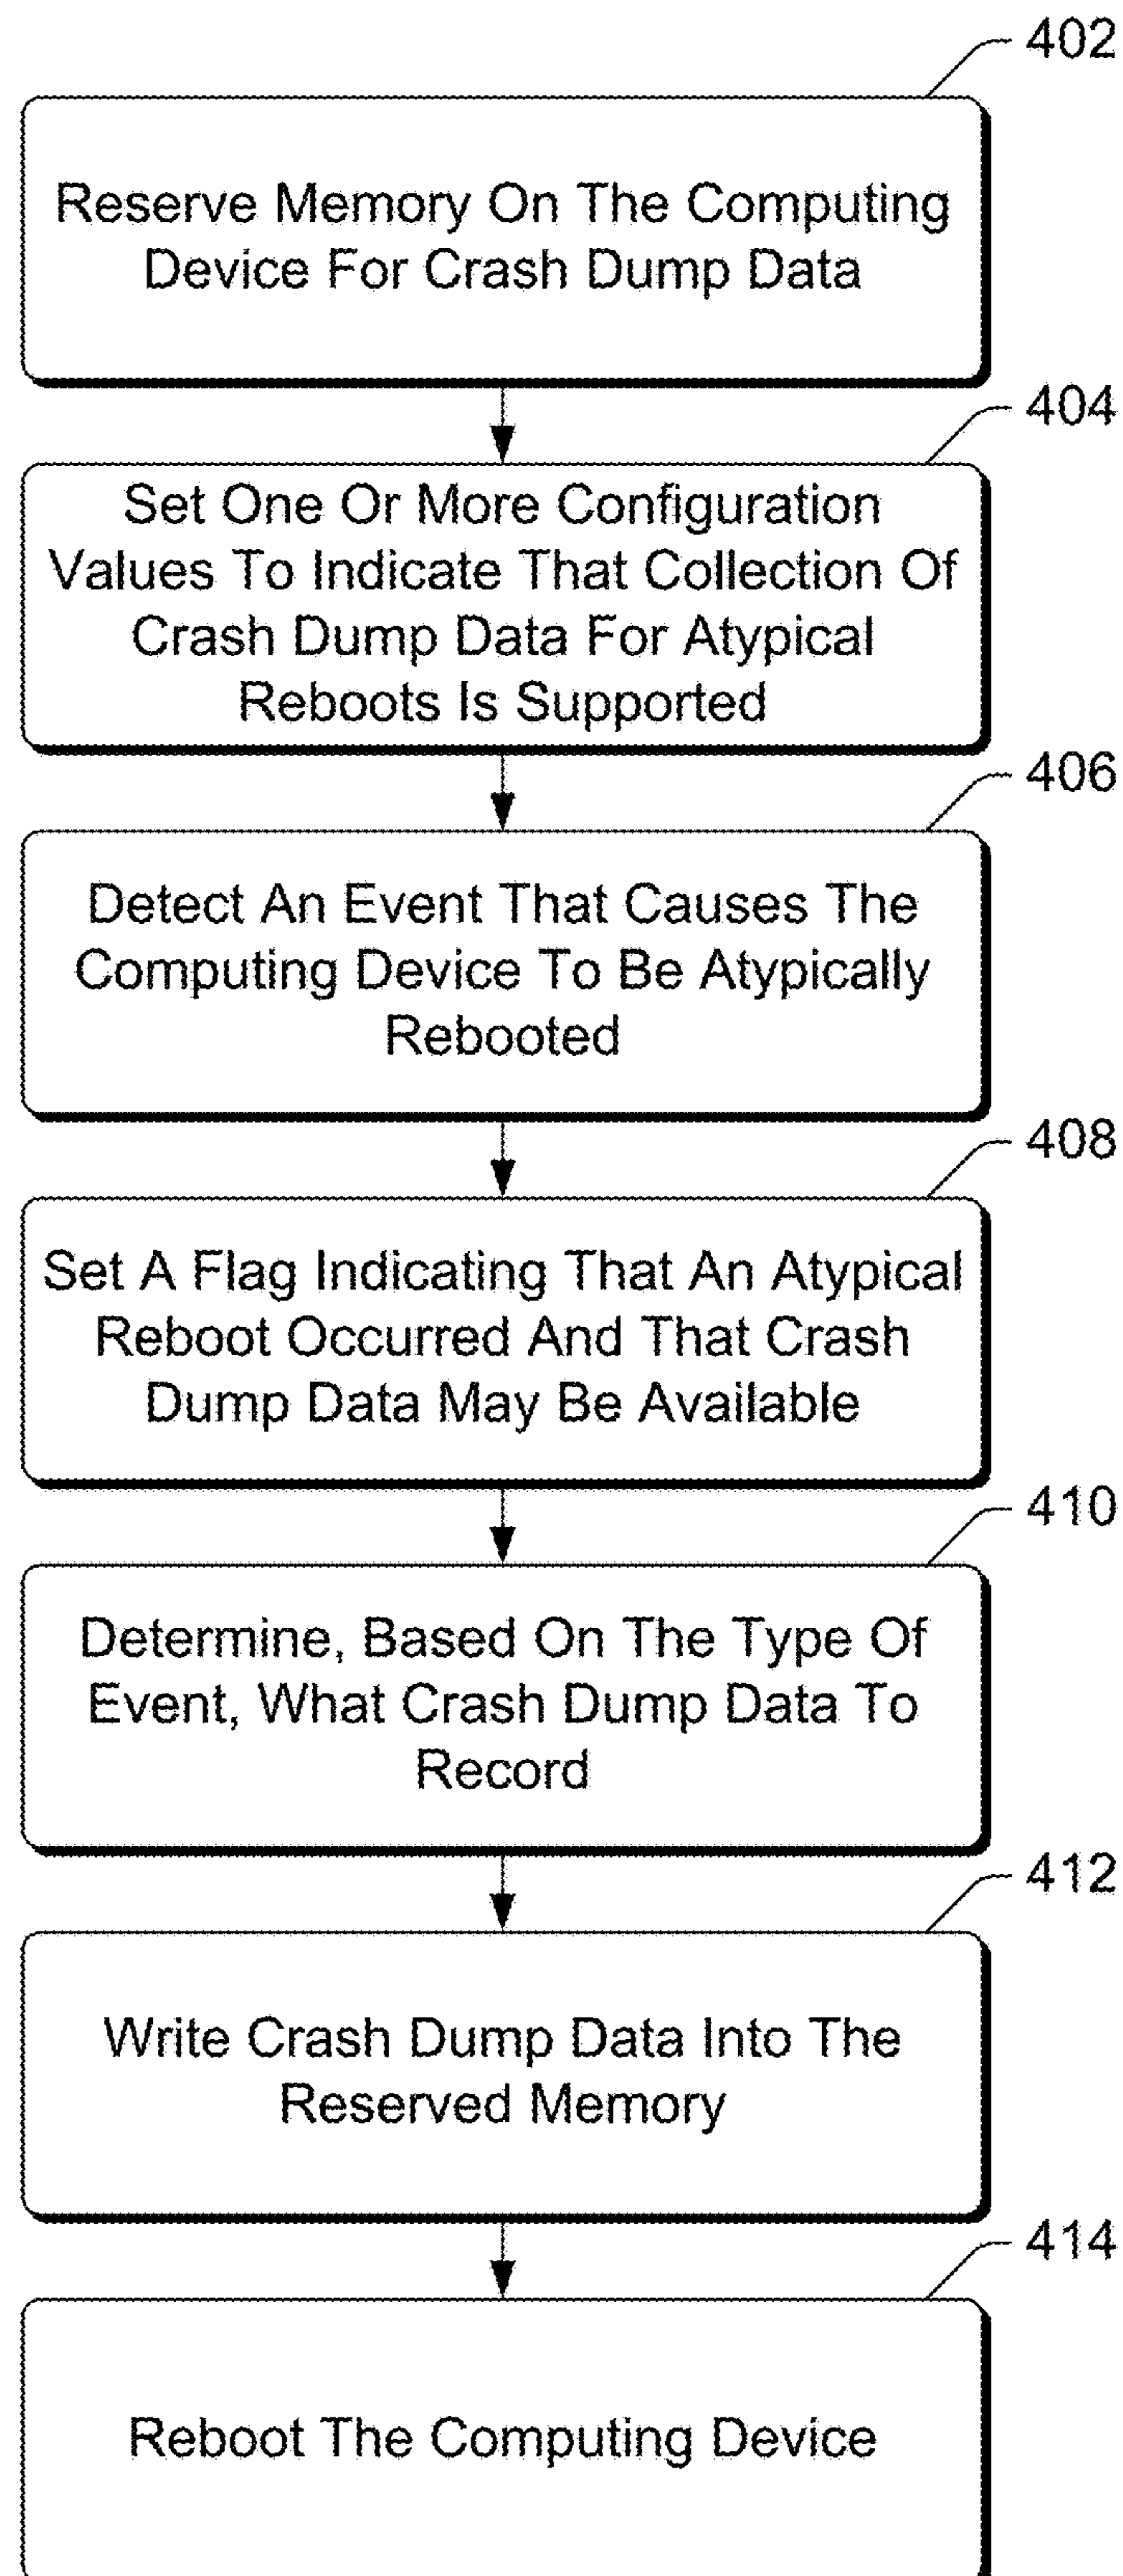 402
Reserve Memory On The Computing
Device For Crash Dump Data
404
Set One Or More Configuration
Values To Indicate That Collection Of
Crash Dump Data For Atypical
Reboots Is Supported
406
Detect An Event That Causes The
Computing Device To Be Atypically
Rebooted
408
Set A Flag Indicating That An Atypical
Reboot Occurred And That Crash
Dump Data May Be Available
410
Determine, Based On The Type Of
Event, What Crash Dump Data To
Record
412
Write Crash Dump Data Into The
Reserved Memory
414
Reboot The Computing Device